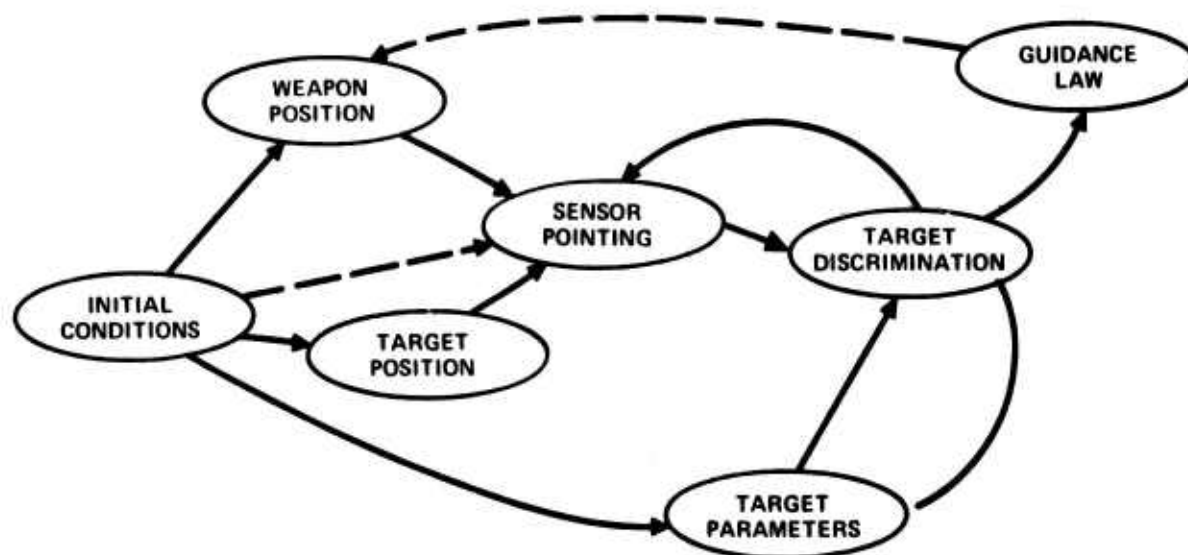 GUIDANCE
LAW
WEAPON
POSITION
SENSOR
POINTING
TARGET
DISCRIMINATION
INITIAL
CONDITIONS
TARGET
POSITION
TARGET
PARAMETERS